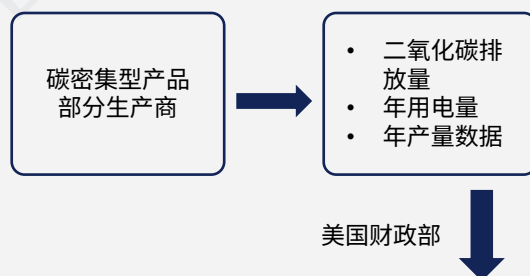 碳密集型产品
部分生产商
• 二氧化碳排
放量
• 年用电量
• 年产量数据
美国财政部